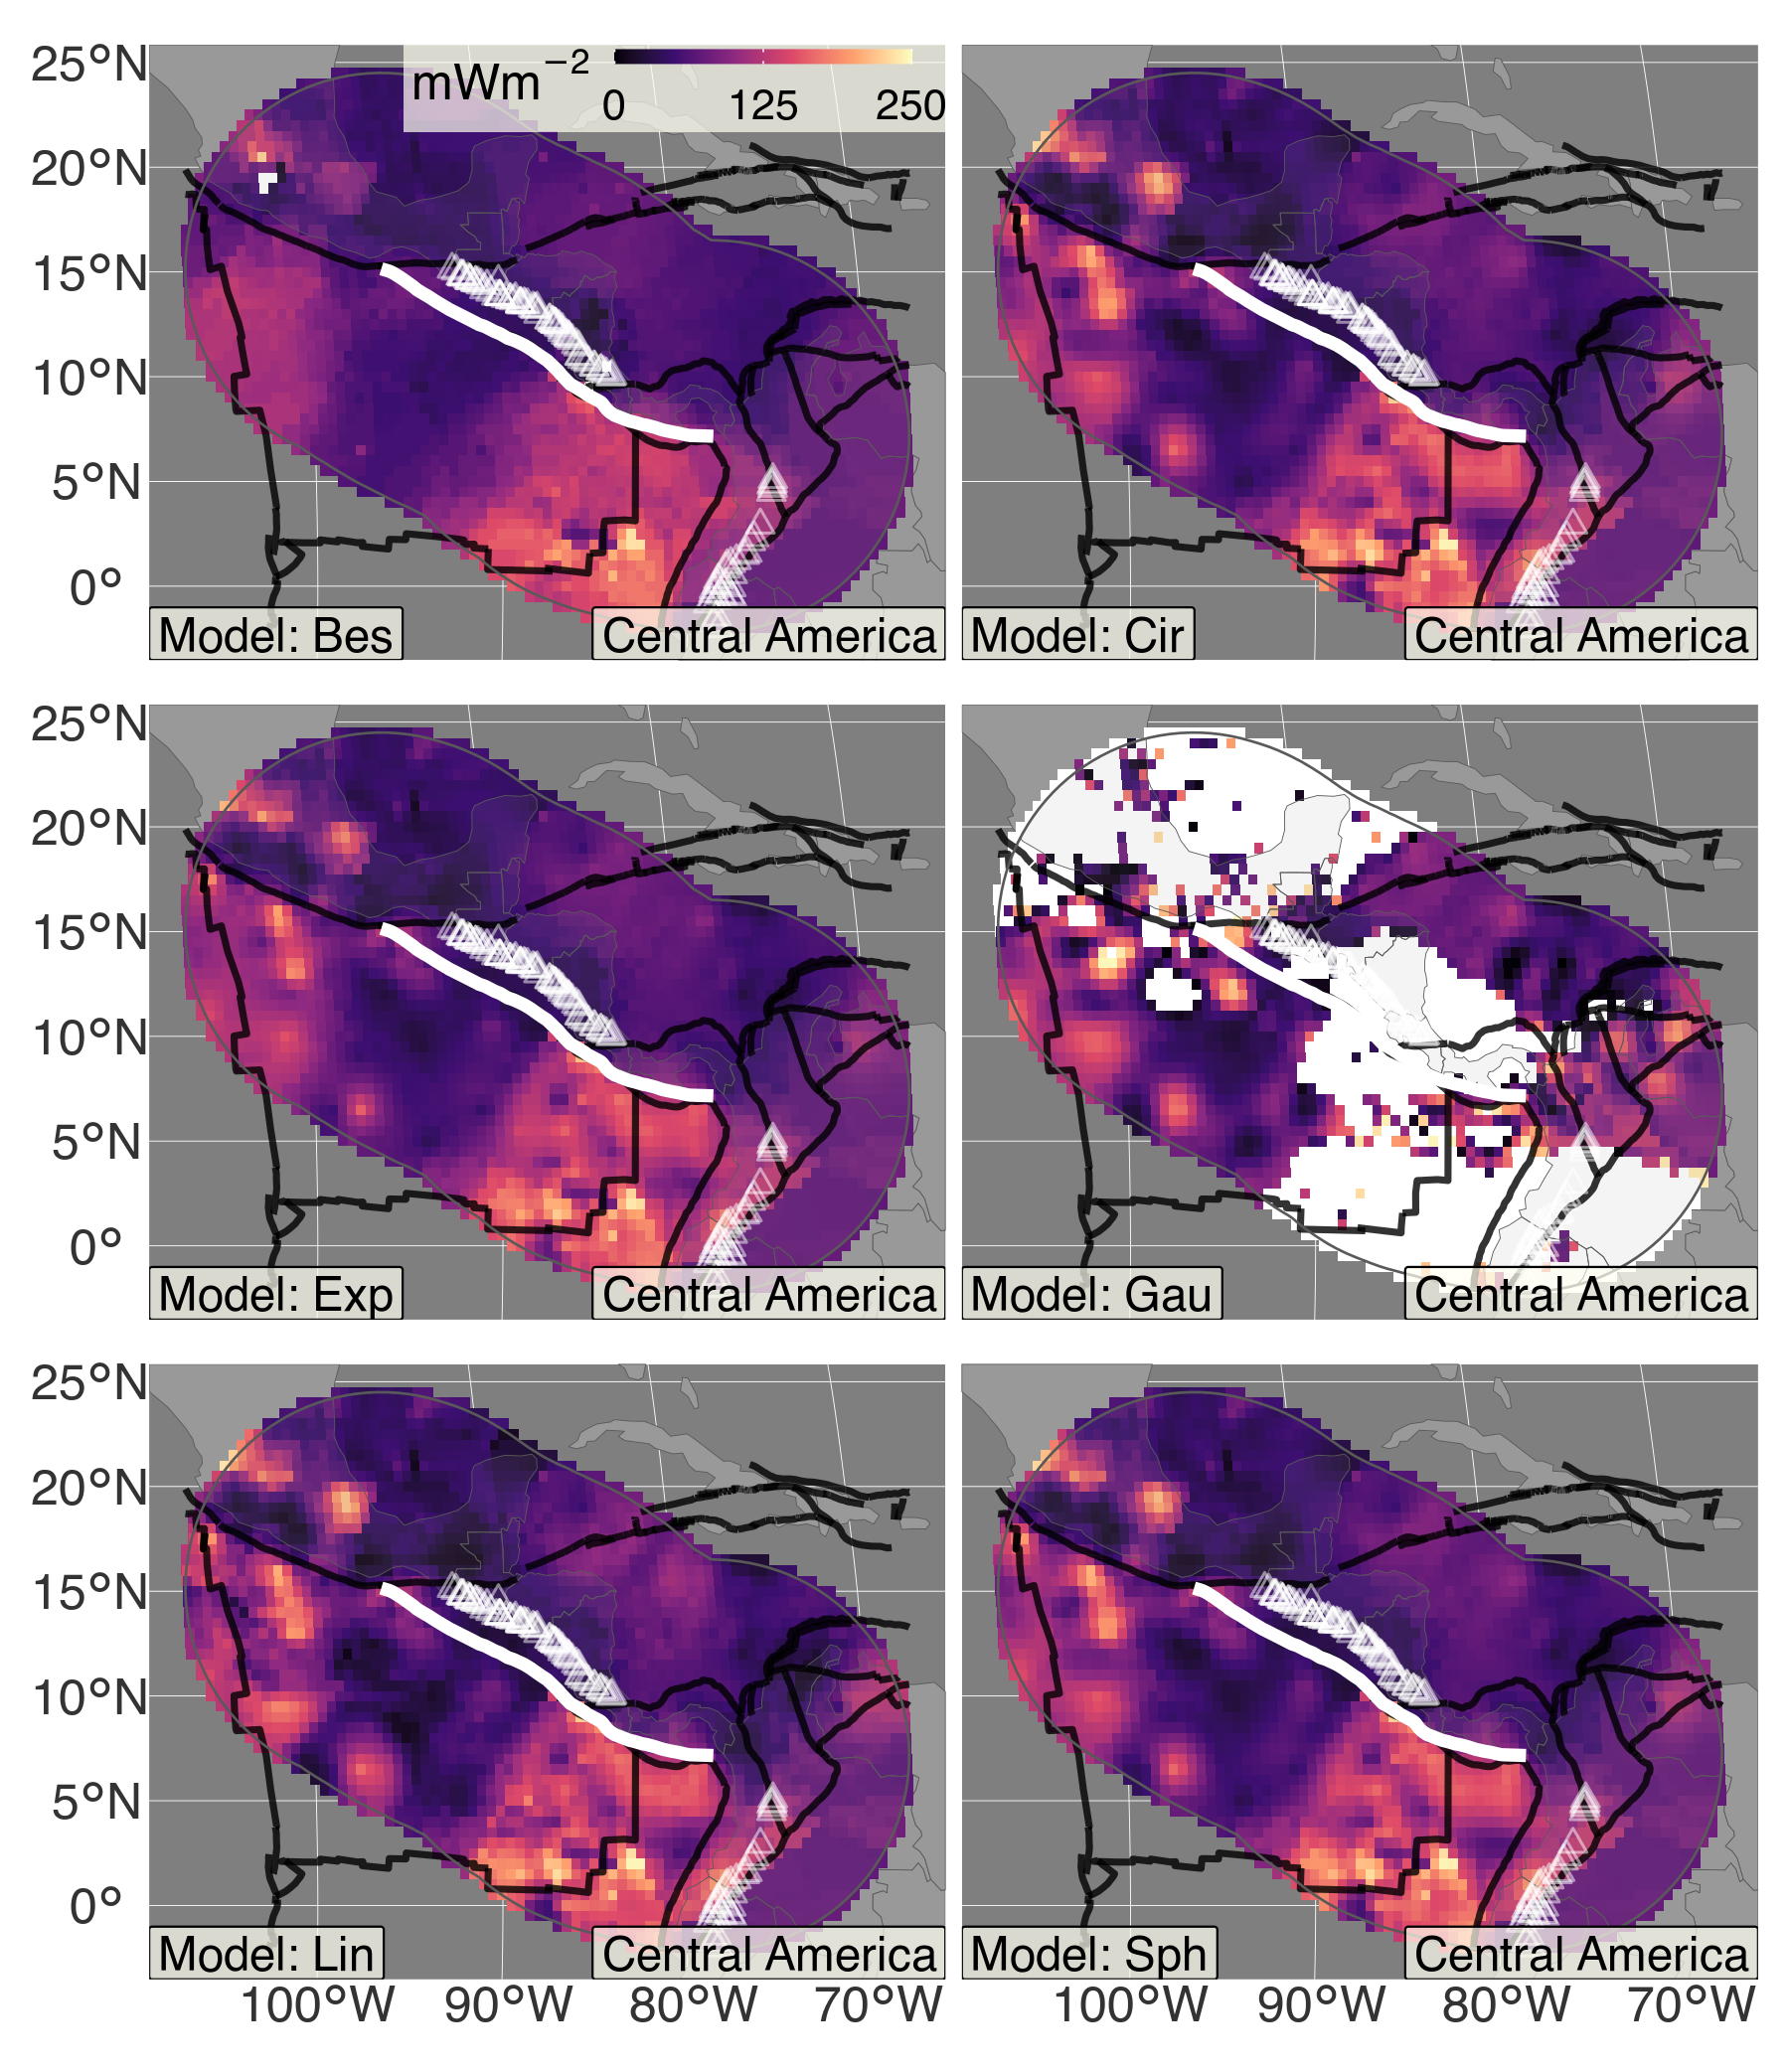 25°N
mWm−2
0 125 250
20°N
15°N
10°N
5°N
0°
Model: Bes
Central America
Model: Cir
Central America
25°N
20°N
15°N
10°N
5°N
0°
Model: Exp
Central America
Model: Gau
Central America
25°N
20°N
15°N
10°N
5°N
0°
Model: Lin
Central America
Model: Sph
Central America
100°W 90°W 80°W 70°W
100°W 90°W 80°W 70°W